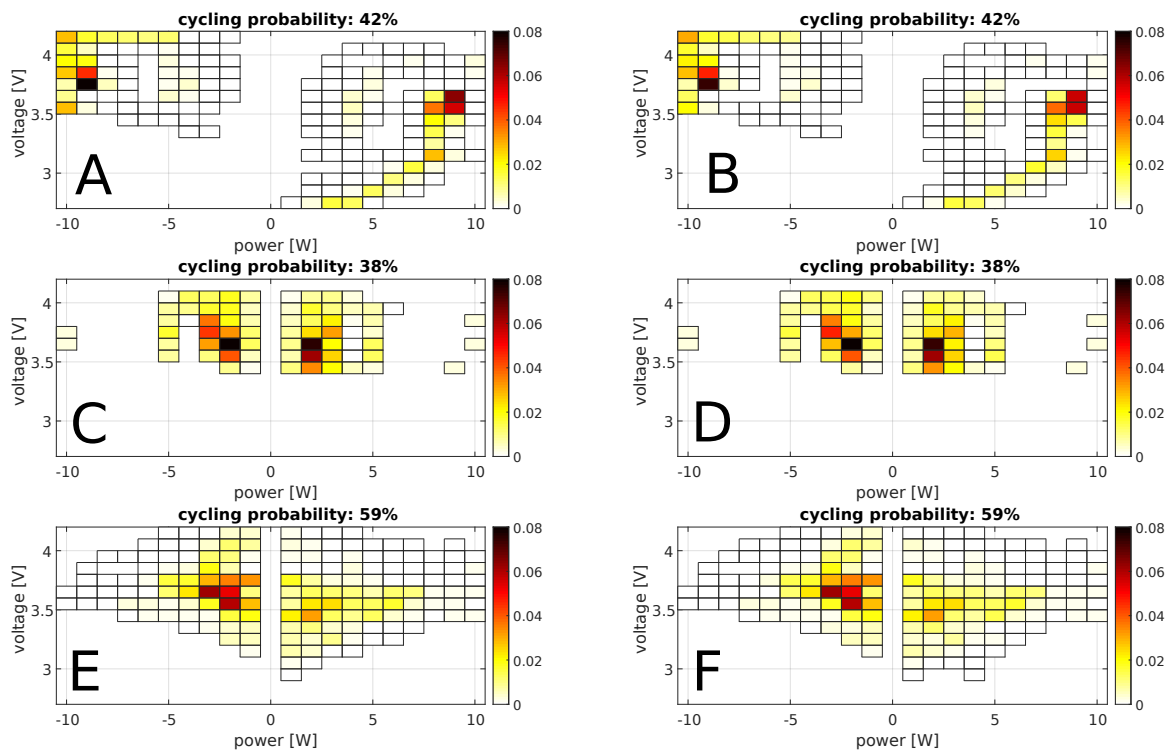 cycling probability: 42%
cycling probability: 42%
4
3.5
3
voltage [V]
A
-10 -5 0 5 10
power [W]
0.08
0.06
0.04
0.02
0
4
3.5
3
voltage [V]
B
-10 -5 0 5 10
power [W]
0.08
0.06
0.04
0.02
0
cycling probability: 38%
cycling probability: 38%
4
3.5
3
voltage [V]
C
-10 -5 0 5 10
power [W]
0.08
0.06
0.04
0.02
0
4
3.5
3
voltage [V]
D
-10 -5 0 5 10
power [W]
0.08
0.06
0.04
0.02
0
cycling probability: 59%
cycling probability: 59%
4
3.5
3
voltage [V]
E
-10 -5 0 5 10
power [W]
0.08
0.06
0.04
0.02
0
4
3.5
3
voltage [V]
F
-10 -5 0 5 10
power [W]
0.08
0.06
0.04
0.02
0